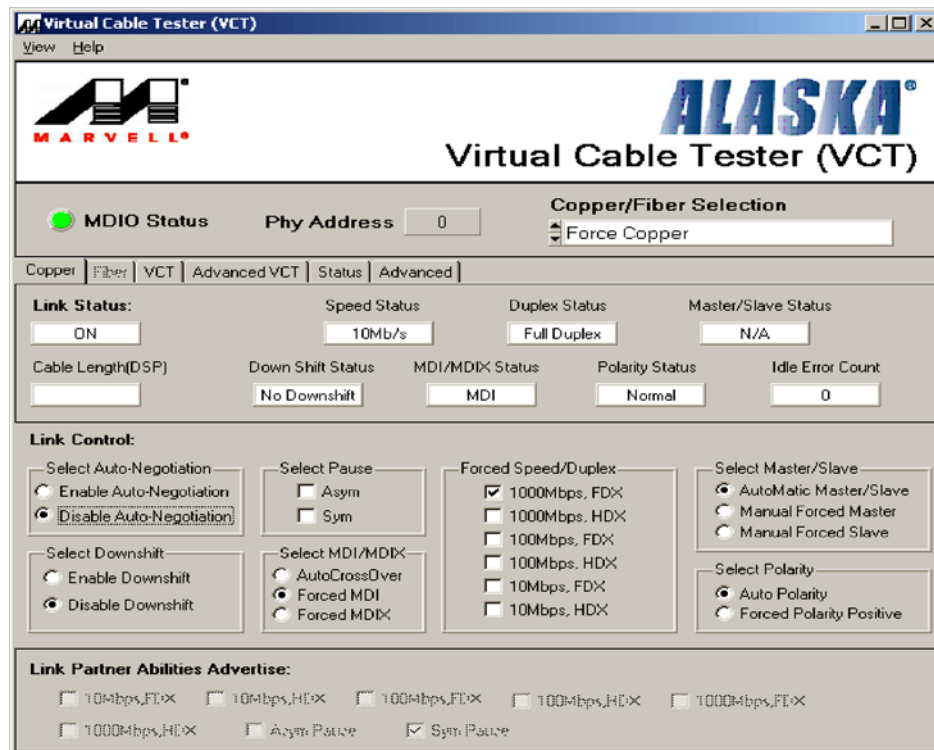 Virtual Cable Tester (VCT)
View Help
MARVELL®
ALASKA®
Virtual Cable Tester (VCT)
MDIO Status
Phy Address 0
Copper/Fiber Selection
Force Copper
Copper Fiber VCT Advanced VCT Status Advanced
Link Status: Speed Status Duplex Status Master/Slave Status
ON 10Mb/s Full Duplex N/A
Cable Length(DSP) Down Shift Status MDI/MDIX Status Polarity Status Idle Error Count
No Downshift MDI Normal 0
Link Control:
Select Auto-Negotiation
Enable Auto-Negotiation
Disable Auto-Negotiation
Select Pause
Asym
Sym
Forced Speed/Duplex
1000Mbps, FDX
1000Mbps, HDX
100Mbps, FDX
100Mbps, HDX
10Mbps, FDX
10Mbps, HDX
Select Master/Slave
AutoMatic Master/Slave
Manual Forced Master
Manual Forced Slave
Select Downshift
Enable Downshift
Disable Downshift
Select MDI/MDIX
AutoCrossOver
Forced MDI
Forced MDIX
Select Polarity
Auto Polarity
Forced Polarity Positive
Link Partner Abilities Advertise:
10Mbps,FDX 10Mbps,HDX 100Mbps,FDX 100Mbps,HDX 1000Mbps,FDX
1000Mbps,HDX Asym Pause Sym Pause